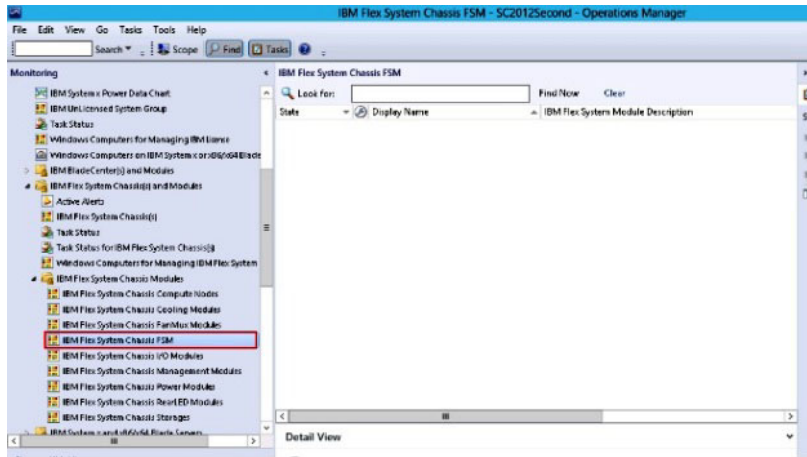 IBM Flex System Chassis FSM - SC2012Second - Operations Manager
File Edit View Go Tasks Tools Help
Search Scope Find Tasks
Monitoring
IBM System x Power Data Chart
IBM UnLicensed System Group
Task Status
Windows Computers for Managing IBM License
Windows Computers on IBM System x or x86/x64 Blade
IBM BladeCenter(s) and Modules
IBM Flex System Chassis(s) and Modules
Active Alerts
IBM Flex System Chassis(s)
Task Status
Task Status for IBM Flex System Chassis(s)
Windows Computers for Managing IBM Flex System
IBM Flex System Chassis Modules
IBM Flex System Chassis Compute Nodes
IBM Flex System Chassis Cooling Modules
IBM Flex System Chassis FanMux Modules
IBM Flex System Chassis FSM
IBM Flex System Chassis I/O Modules
IBM Flex System Chassis Management Modules
IBM Flex System Chassis Power Modules
IBM Flex System Chassis RearLED Modules
IBM Flex System Chassis Storages
IBM System x and x86/x64 Blade Servers
IBM Flex System Chassis FSM
Look for: Find Now Clear
State Display Name IBM Flex System Module Description
Detail View